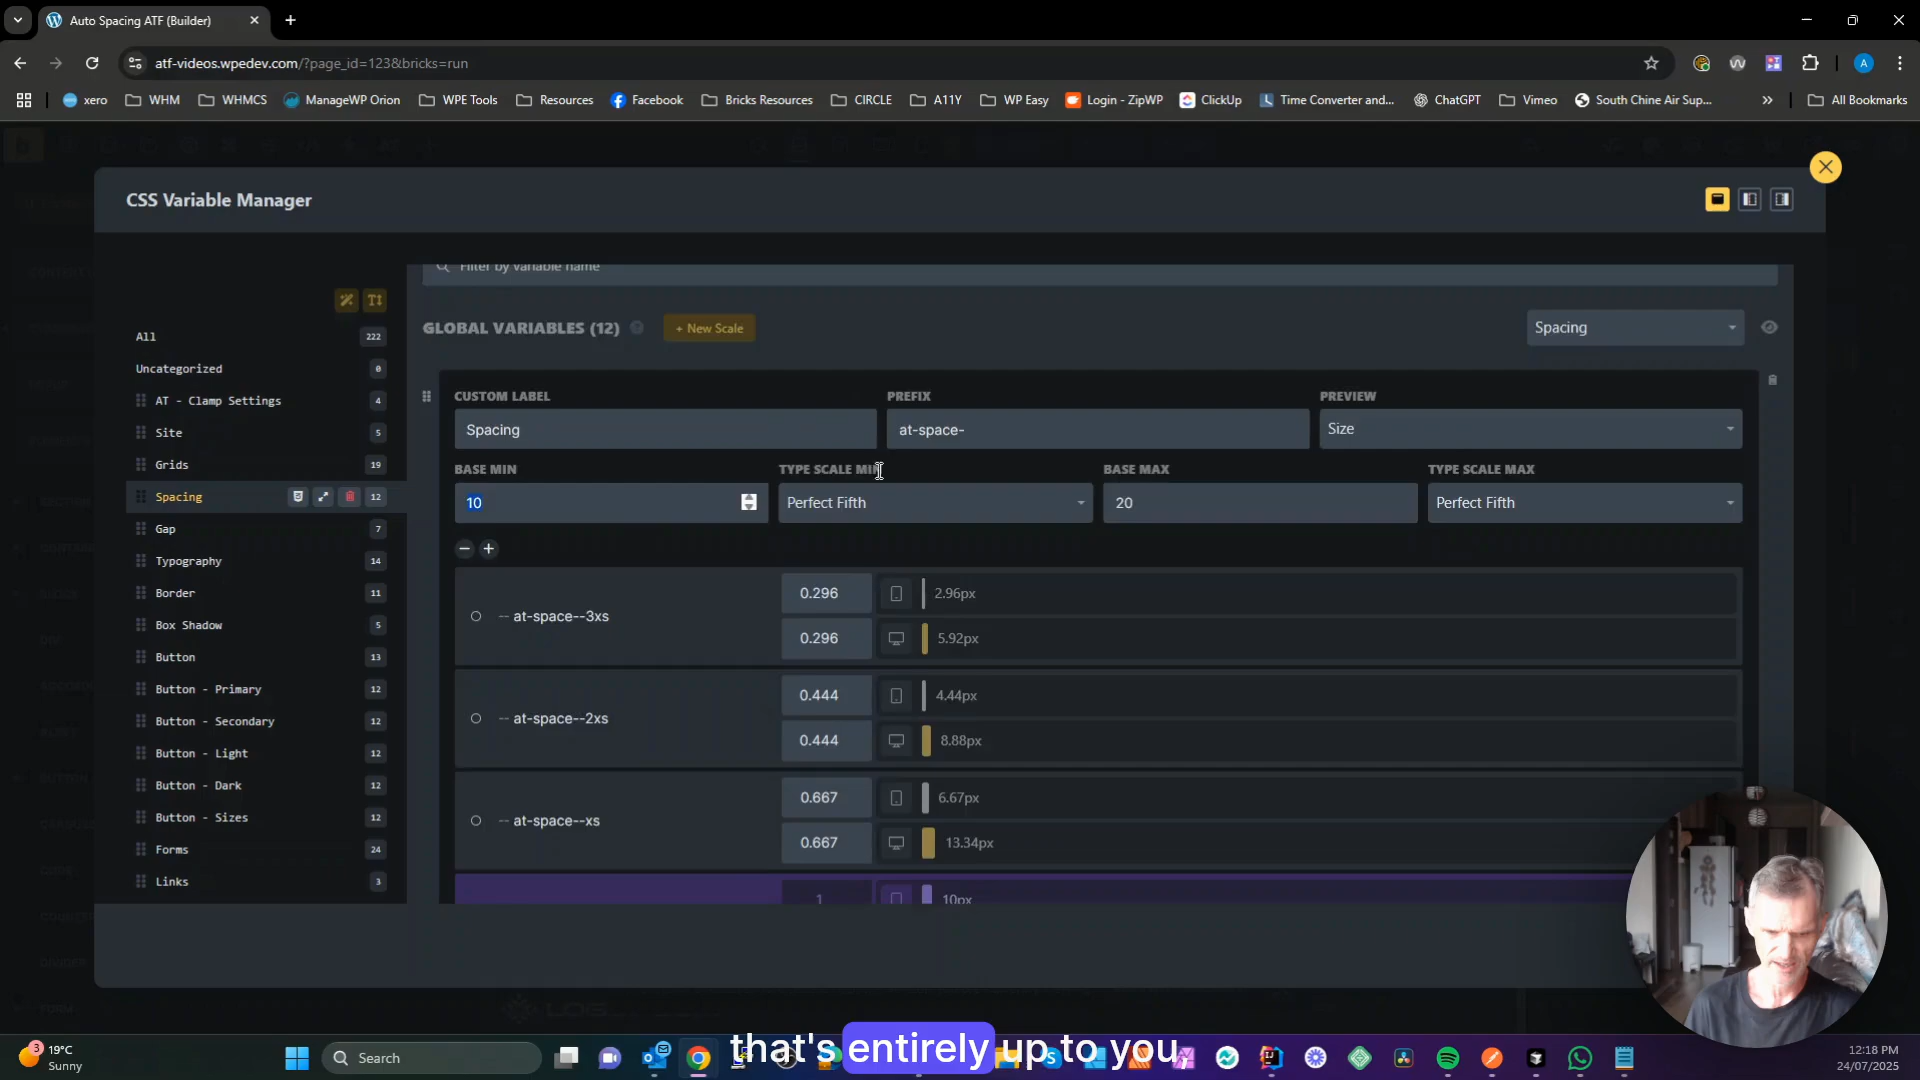 Auto Spacing ATF (Builder)
atf-videos.wpedev.com/?page_id=123&bricks=run
xero WHM WHMCS ManageWP Orion WPE Tools Resources Facebook Bricks Resources CIRCLE A11Y WP Easy Login - ZipWP ClickUp Time Converter and... ChatGPT Vimeo South China Air Sup... » All Bookmarks
CSS Variable Manager
Filter by variable name
GLOBAL VARIABLES (12) + New Scale Spacing
All 222
Uncategorized 0
AT - Clamp Settings 4
Site 5
Grids 19
Spacing 12
Gap 7
Typography 14
Border 11
Box Shadow 5
Button 13
Button - Primary 12
Button - Secondary 12
Button - Light 12
Button - Dark 12
Button - Sizes 12
Forms 24
Links 3
CUSTOM LABEL PREFIX PREVIEW
Spacing at-space- Size
BASE MIN TYPE SCALE MIN BASE MAX TYPE SCALE MAX
10 Perfect Fifth 20 Perfect Fifth
-- at-space--3xs
0.296 2.96px
0.296 5.92px
-- at-space--2xs
0.444 4.44px
0.444 8.88px
-- at-space--xs
0.667 6.67px
0.667 13.34px
1 10px
that's entirely up to you
3
19°C
Sunny
Search
12:18 PM
24/07/2025